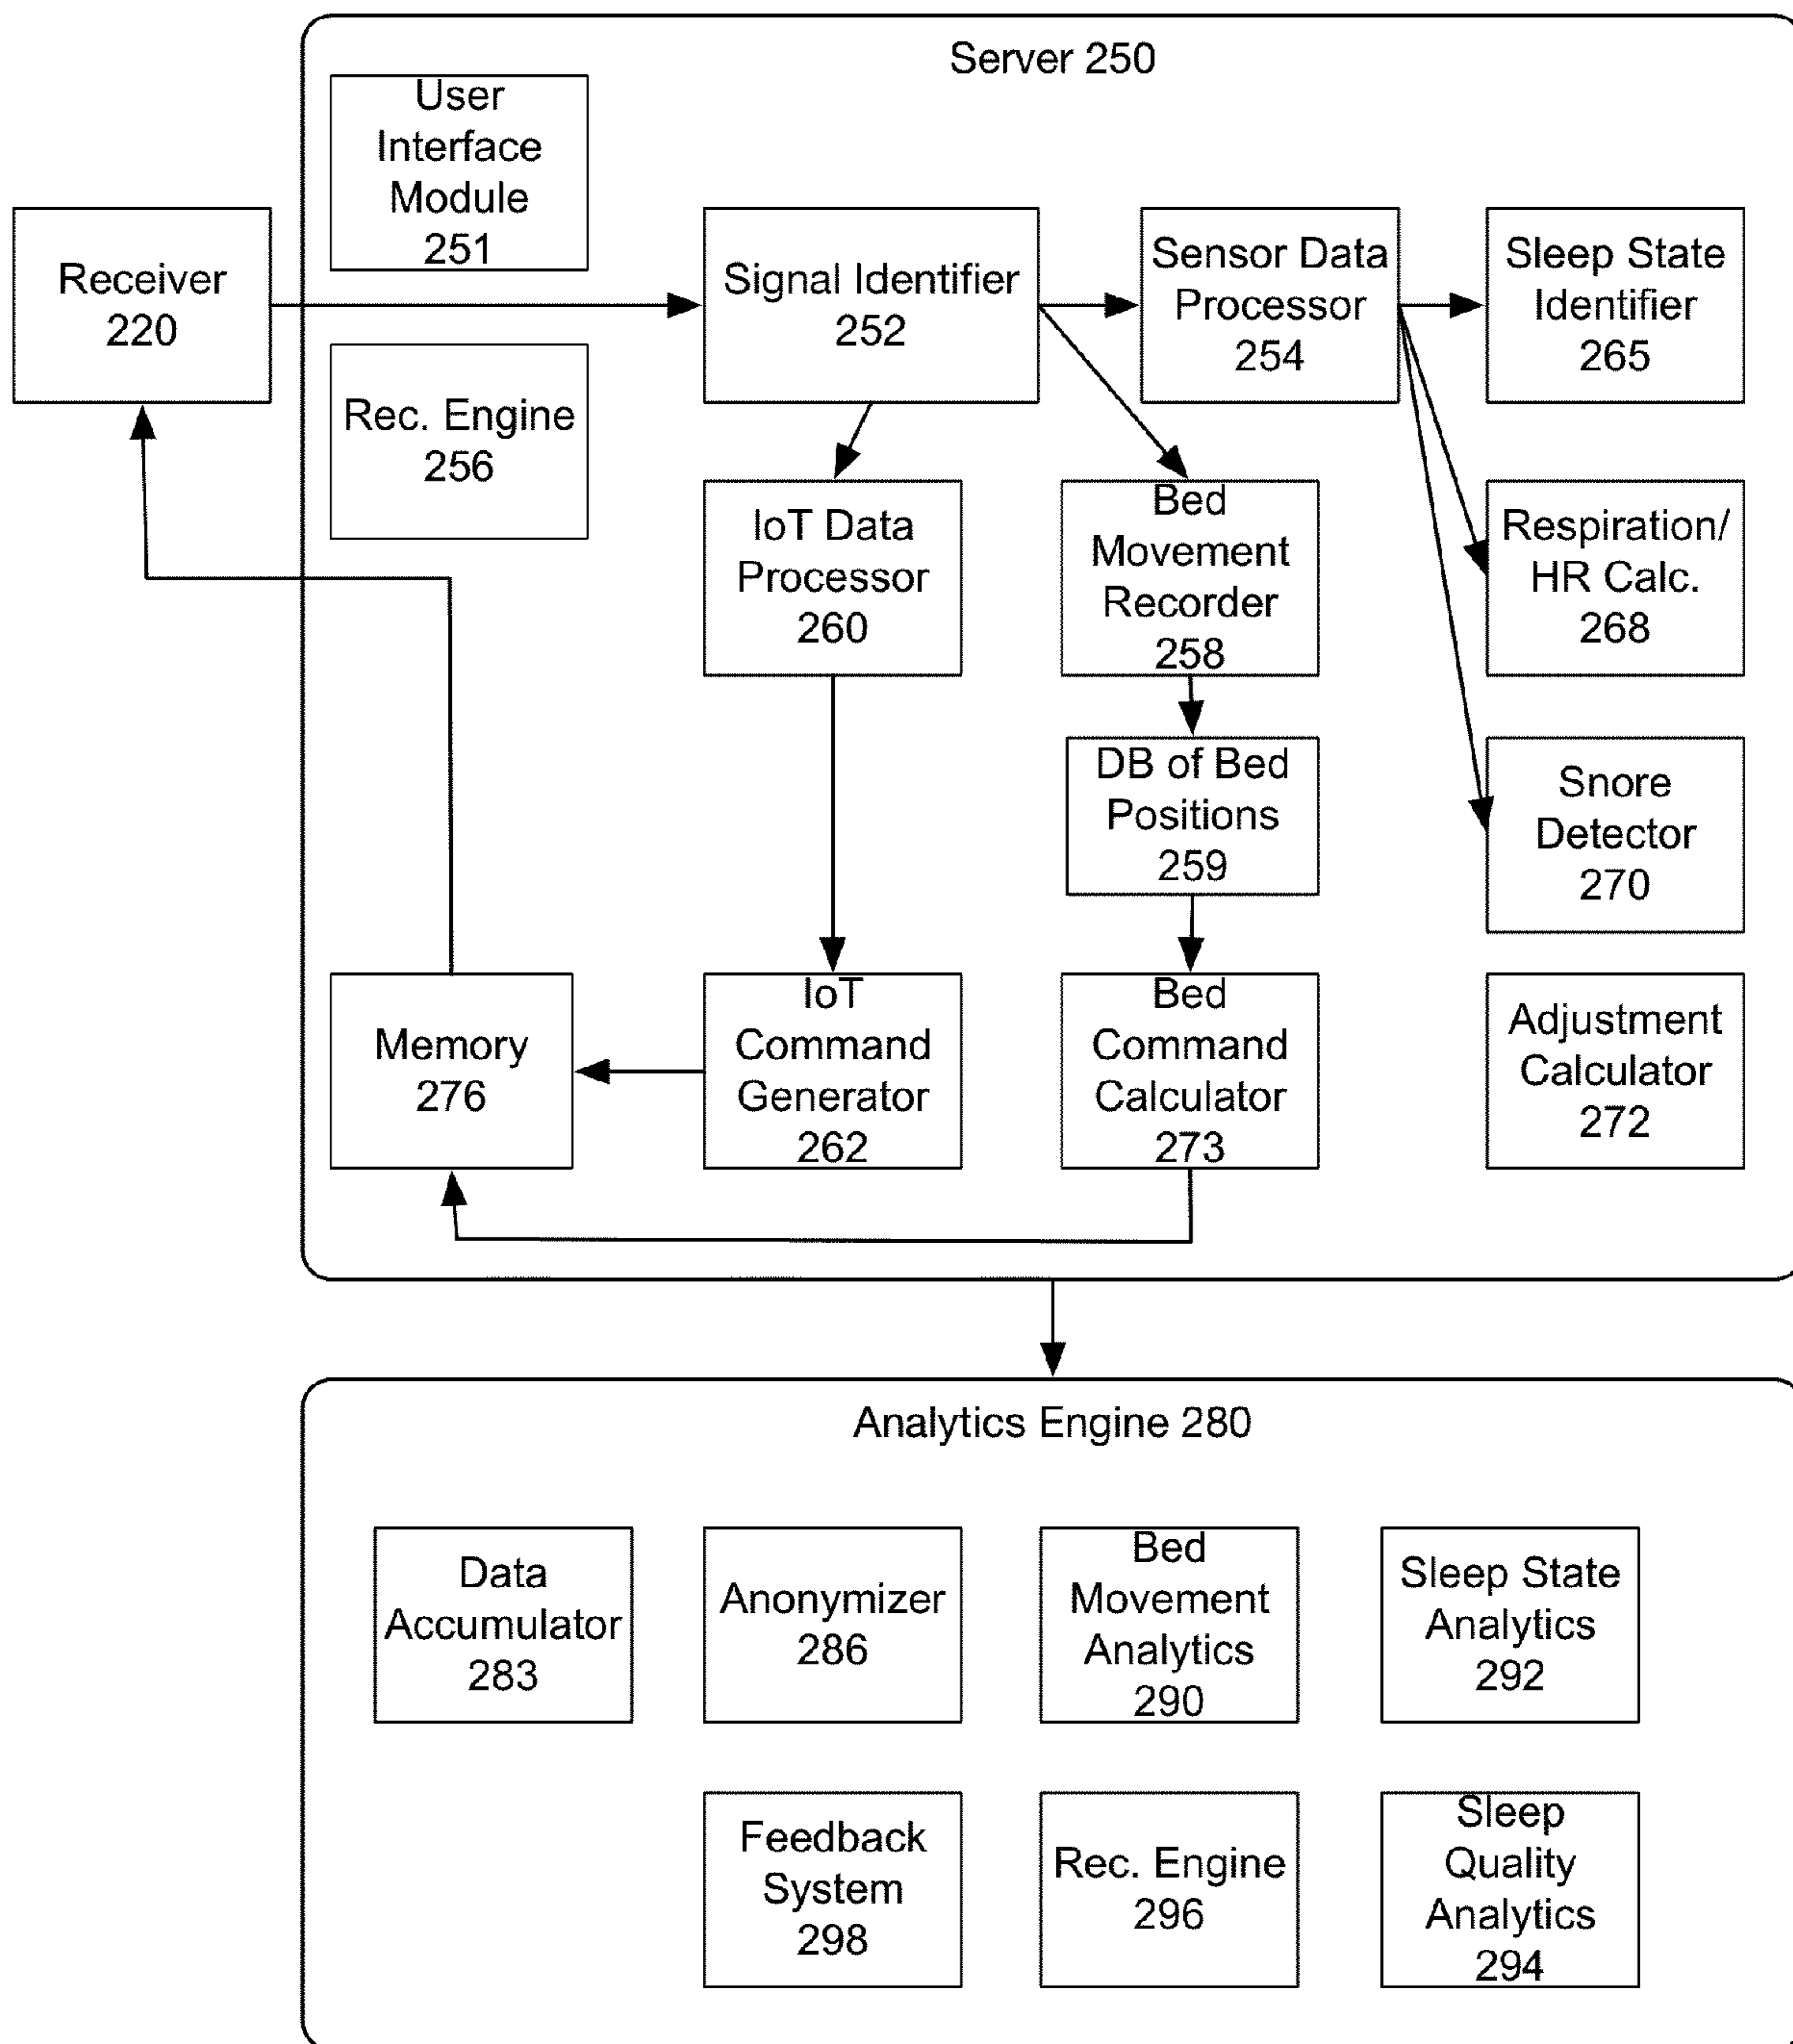 Server 250
User
Interface
Module
251
Receiver
220
Signal Identifier
252
Sensor Data
Processor
254
Sleep State
Identifier
265
Rec. Engine
256
IoT Data
Processor
260
Bed
Movement
Recorder
258
Respiration/
HR Calc.
268
DB of Bed
Positions
259
Snore
Detector
270
Memory
276
IoT
Command
Generator
262
Bed
Command
Calculator
273
Adjustment
Calculator
272
Analytics Engine 280
Data
Accumulator
283
Anonymizer
286
Bed
Movement
Analytics
290
Sleep State
Analytics
292
Feedback
System
298
Rec. Engine
296
Sleep
Quality
Analytics
294